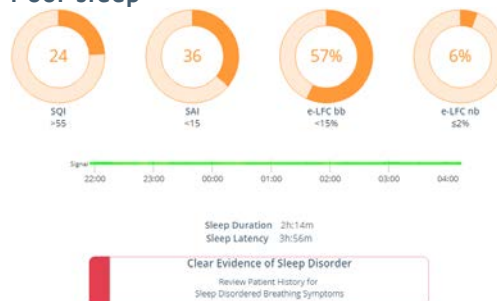 Poor sleep
24
36
57%
6%
SQI
>55
SAI
<15
e-LFC bb
<15%
e-LFC nb
≤2%
Signal
22:00 23:00 00:00 01:00 02:00 03:00 04:00
Sleep Duration 2h:14m
Sleep Latency 3h:56m
Clear Evidence of Sleep Disorder
Review Patient History for
Sleep Disordered Breathing Symptoms